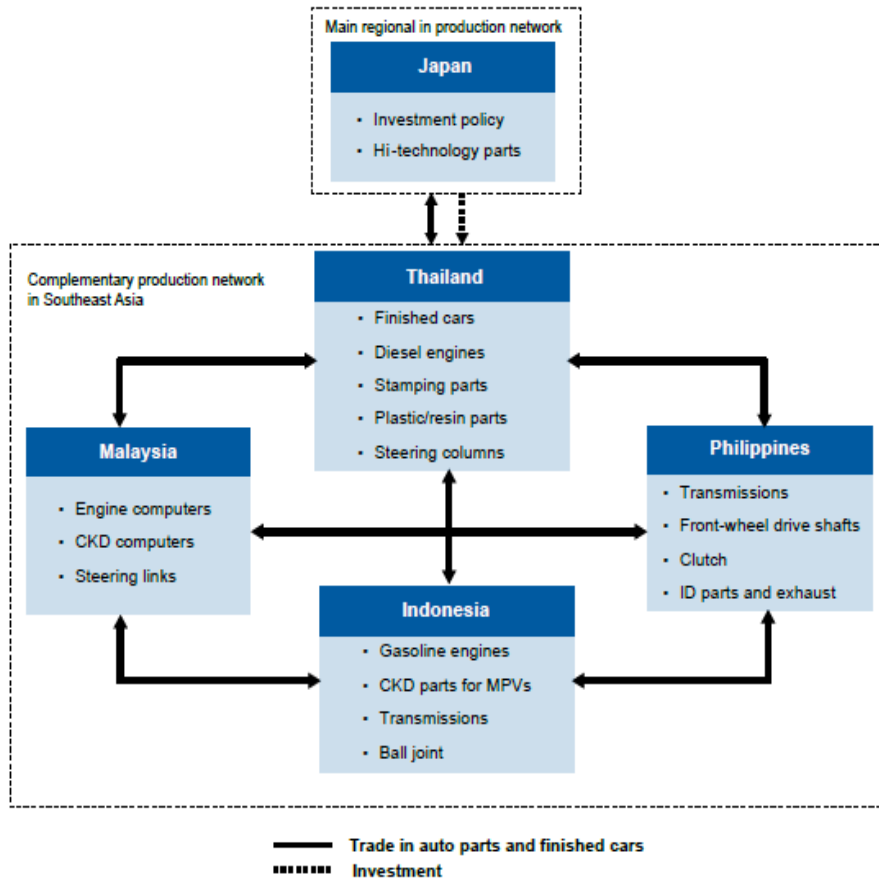 Main regional in production network
Japan
▪ Investment policy
▪ Hi-technology parts
Complementary production network
in Southeast Asia
Thailand
▪ Finished cars
▪ Diesel engines
▪ Stamping parts
▪ Plastic/resin parts
▪ Steering columns
Malaysia
▪ Engine computers
▪ CKD computers
▪ Steering links
Philippines
▪ Transmissions
▪ Front-wheel drive shafts
▪ Clutch
▪ ID parts and exhaust
Indonesia
▪ Gasoline engines
▪ CKD parts for MPVs
▪ Transmissions
▪ Ball joint
Trade in auto parts and finished cars
Investment